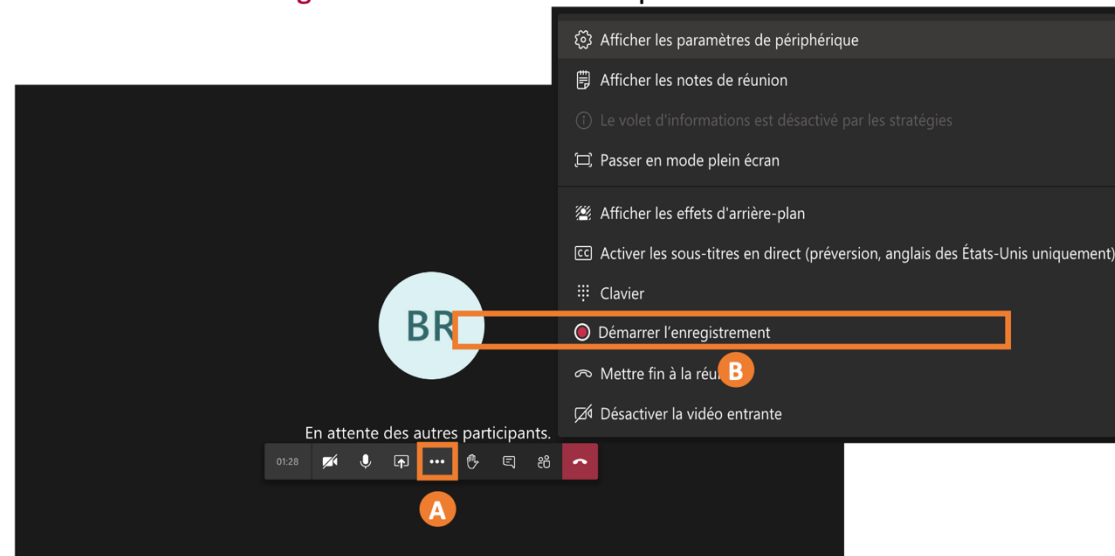 Afficher les paramètres de périphérique
Afficher les notes de réunion
Le volet d'informations est désactivé par les stratégies
Passer en mode plein écran
Afficher les effets d'arrière-plan
CC Activer les sous-titres en direct (préversion, anglais des États-Unis uniquement)
Clavier
BR
Démarrer l'enregistrement
Mettre fin à la
B
Désactiver la vidéo entrante
En attente des autres participants.
01:28
A